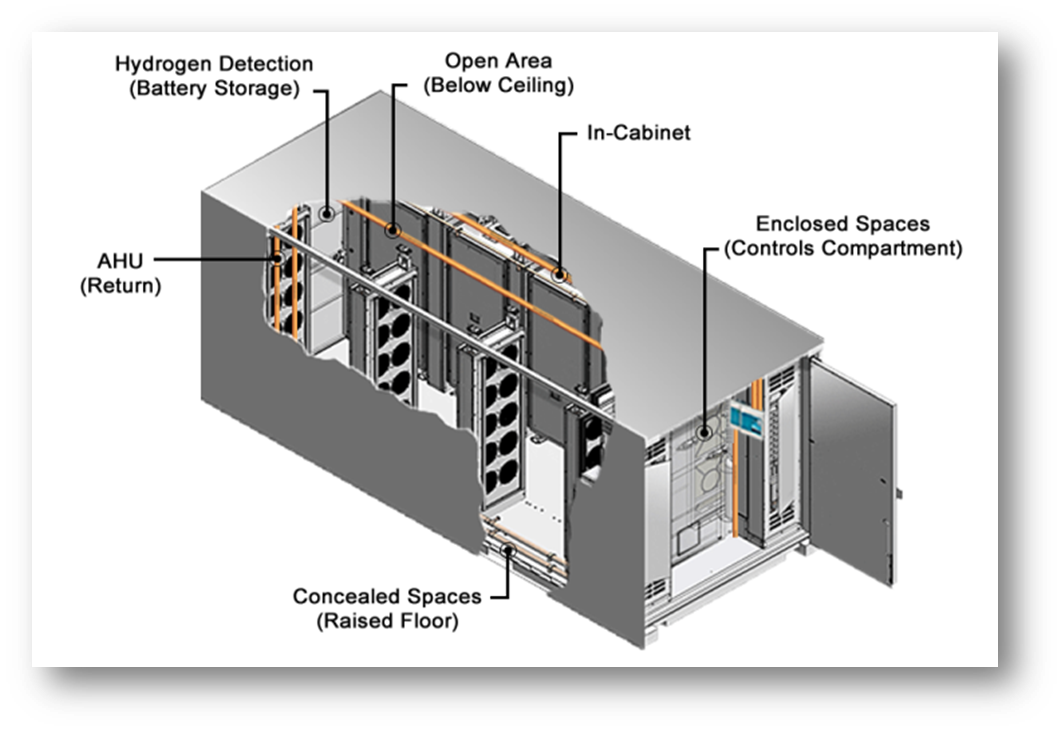 Hydrogen Detection
(Battery Storage)
Open Area
(Below Ceiling)
In-Cabinet
Enclosed Spaces
(Controls Compartment)
AHU
(Return)
Concealed Spaces
(Raised Floor)